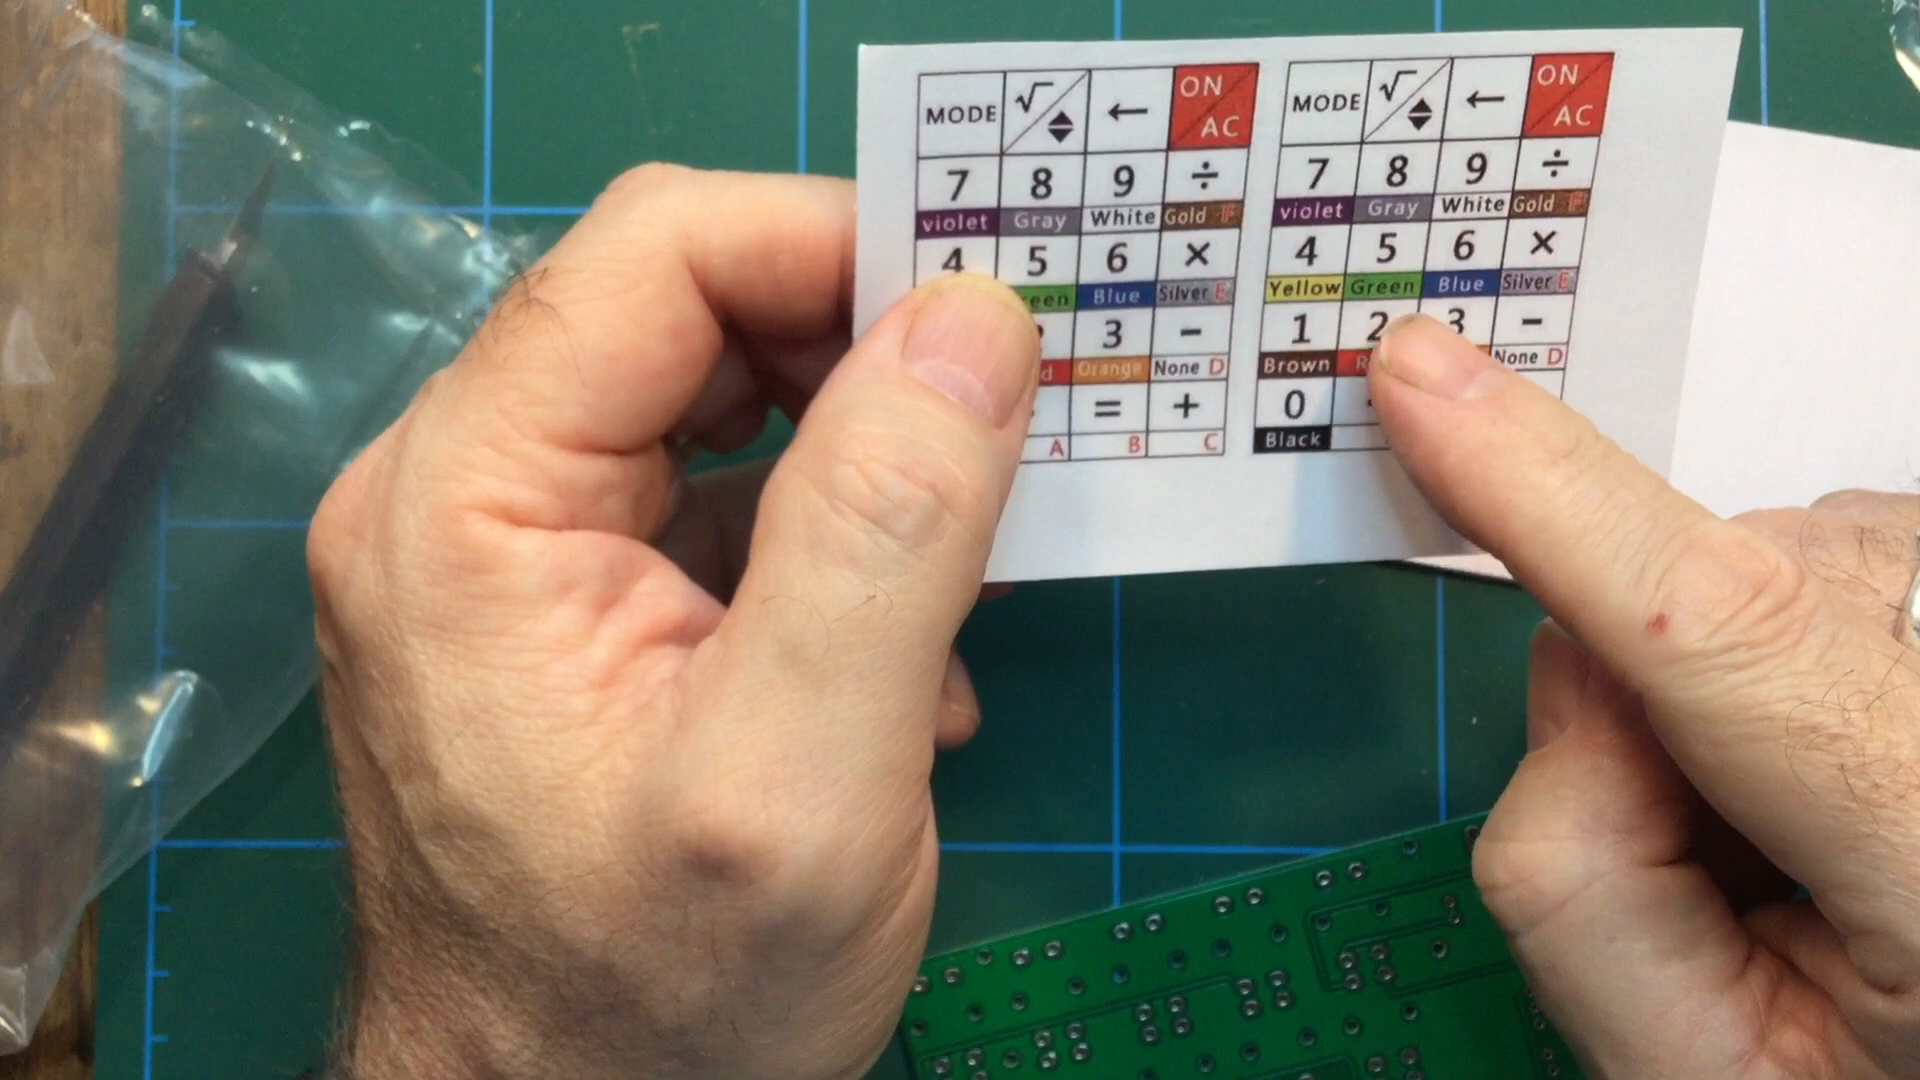 MODE √ ← ON AC
7 8 9 ÷
violet Gray White Gold F
4 5 6 ×
Blue Silver E
3 −
Orange None D
= +
A B C
MODE √ ← ON AC
7 8 9 ÷
violet Gray White Gold F
4 5 6 ×
Yellow Green Blue Silver E
1 2 3 −
Brown None D
0
Black